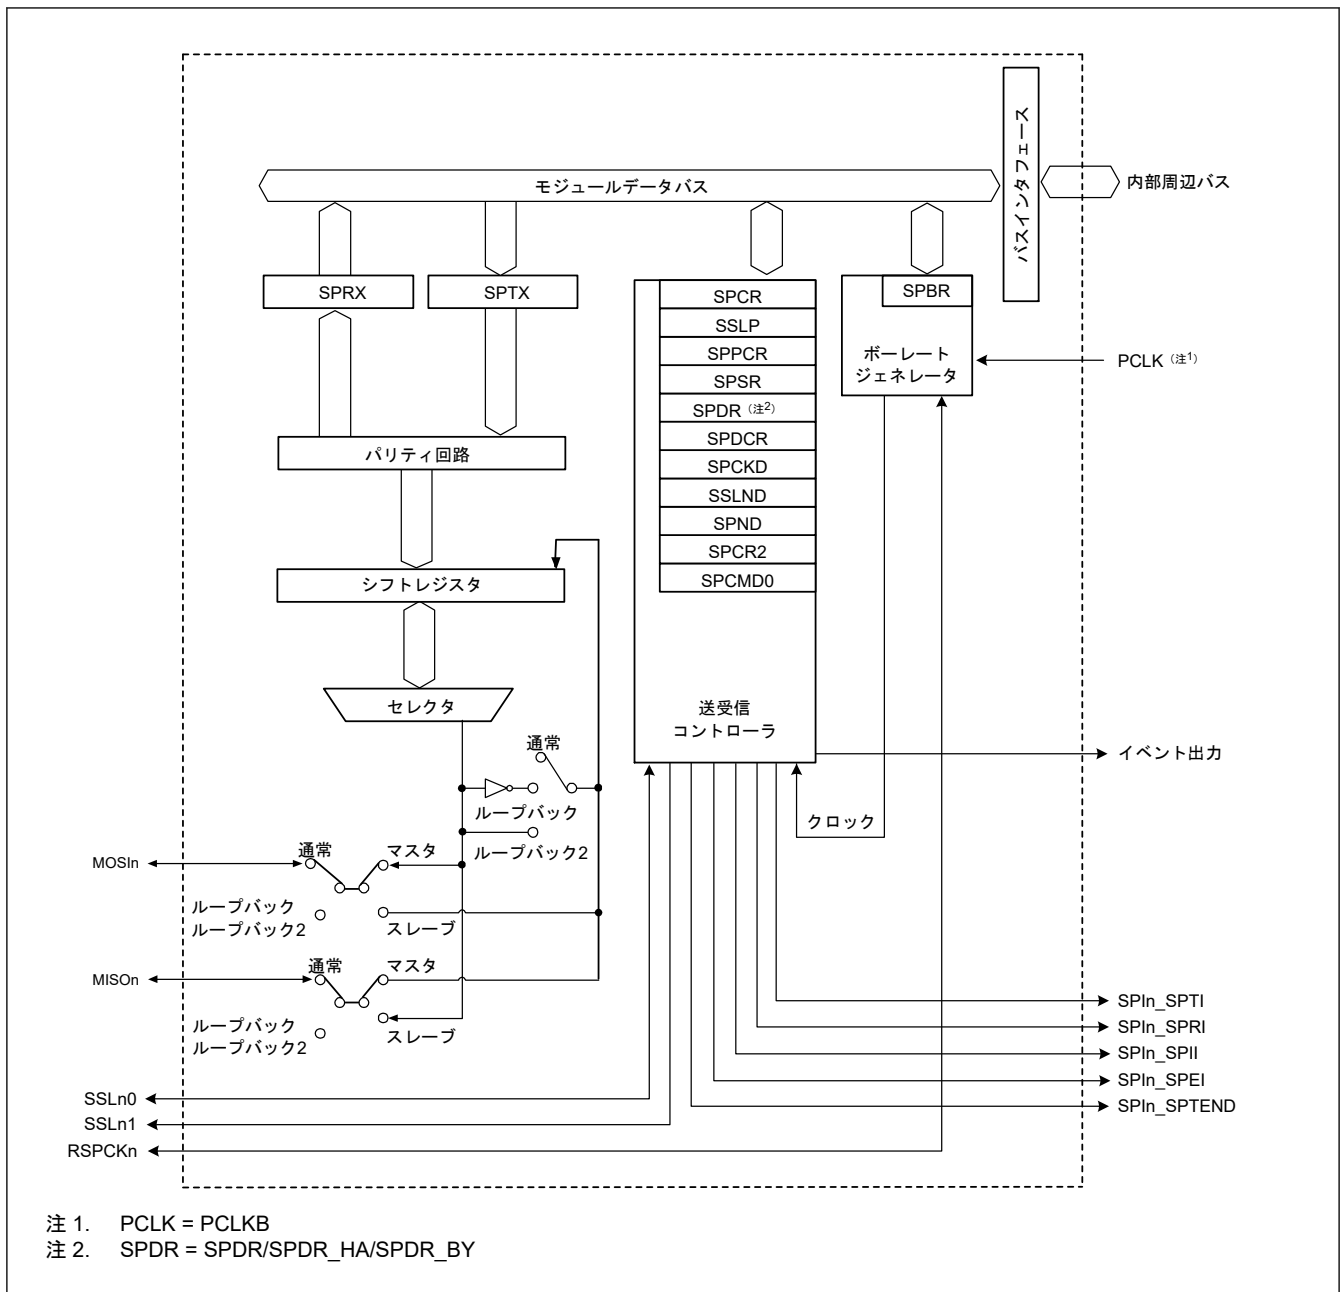 バスインタフェース
モジュールデータバス
内部周辺バス
SPRX
SPTX
SPCR
SSLP
SPPCR
SPSR
SPDR（注2）
SPDCR
SPCKD
SSLND
SPND
SPCR2
SPCMD0
送受信
コントローラ
SPBR
ボーレート
ジェネレータ
PCLK（注1）
パリティ回路
シフトレジスタ
セレクタ
通常
ループバック
ループバック2
イベント出力
クロック
MOSIn
通常
マスタ
ループバック
ループバック2
スレーブ
MISOn
通常
マスタ
ループバック
ループバック2
スレーブ
SSLn0
SSLn1
RSPCKn
SPIn_SPTI
SPIn_SPRI
SPIn_SPII
SPIn_SPEI
SPIn_SPTEND
注 1. PCLK = PCLKB
注 2. SPDR = SPDR/SPDR_HA/SPDR_BY